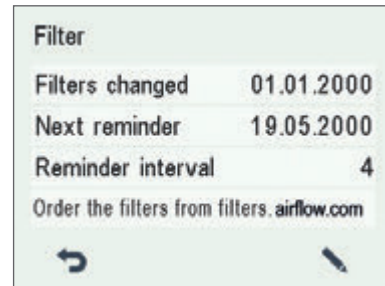 Filter
Filters changed 01.01.2000
Next reminder 19.05.2000
Reminder interval 4
Order the filters from filters.airflow.com